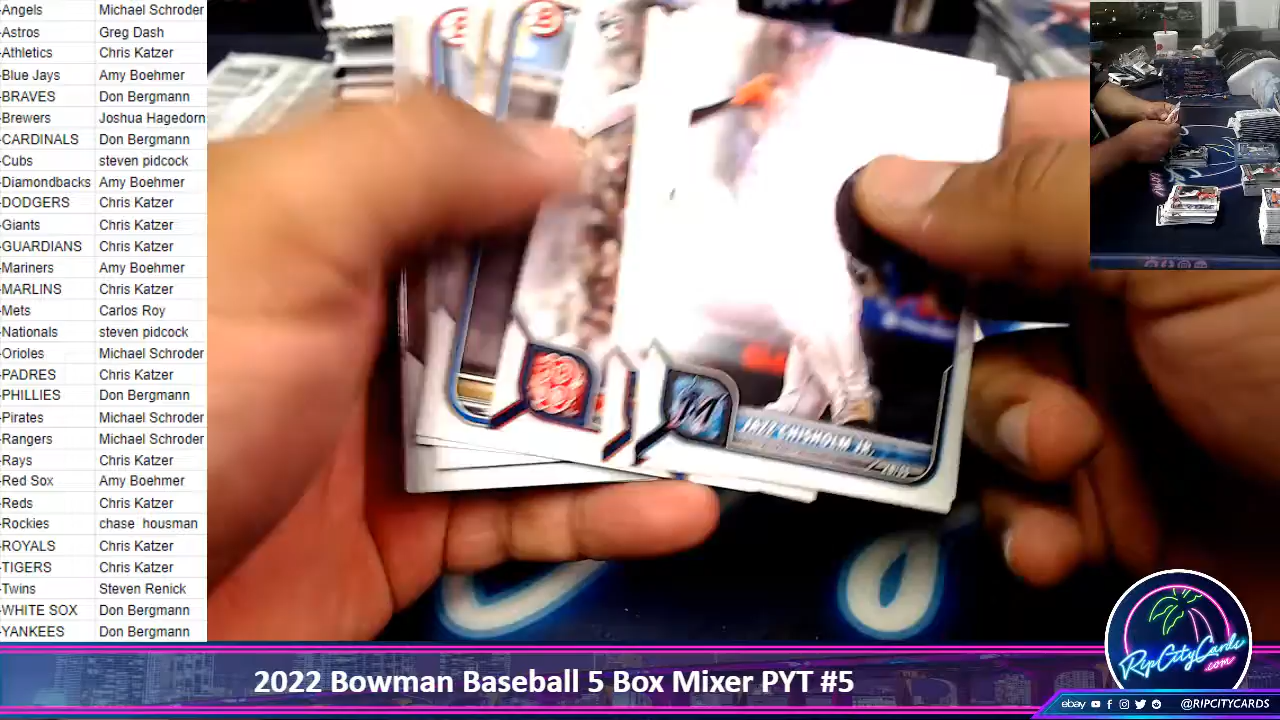 -Angels Michael Schroder
-Astros Greg Dash
-Athletics Chris Katzer
-Blue Jays Amy Boehmer
-BRAVES Don Bergmann
-Brewers Joshua Hagedorn
-CARDINALS Don Bergmann
-Cubs steven pidcock
-Diamondbacks Amy Boehmer
-DODGERS Chris Katzer
-Giants Chris Katzer
-GUARDIANS Chris Katzer
-Mariners Amy Boehmer
-MARLINS Chris Katzer
-Mets Carlos Roy
-Nationals steven pidcock
-Orioles Michael Schroder
-PADRES Chris Katzer
-PHILLIES Don Bergmann
-Pirates Michael Schroder
-Rangers Michael Schroder
-Rays Chris Katzer
-Red Sox Amy Boehmer
-Reds Chris Katzer
-Rockies chase housman
-ROYALS Chris Katzer
-TIGERS Chris Katzer
-Twins Steven Renick
-WHITE SOX Don Bergmann
-YANKEES Don Bergmann
M
JAZZ CHISHOLM JR.
RipCityCards
.com
2022 Bowman Baseball 5 Box Mixer PYT #5
ebay @RIPCITYCARDS